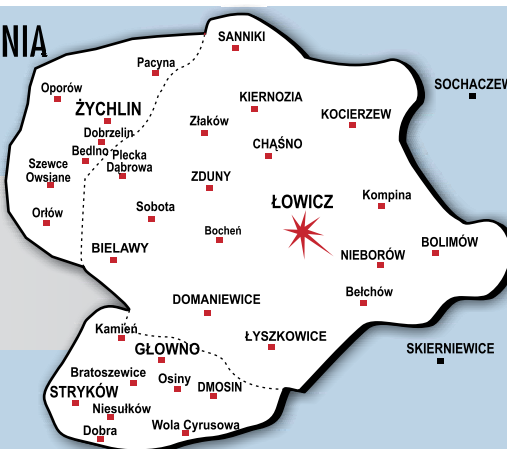 NIA
SANNIKI
Pacyna
SOCHACZEW
Oporów
KIERNOZIA
ŻYCHLIN
KOCIERZEW
Złaków
Dobrzelin
CHĄŚNO
Bedlno
Plecka
Dąbrowa
Szewce
Owsiane
ZDUNY
Kompina
ŁOWICZ
Sobota
Orłów
Bocheń
BIELAWY
BOLIMÓW
NIEBORÓW
Bełchów
DOMANIEWICE
Kamień
ŁYSZKOWICE
GŁOWNO
SKIERNIEWICE
Bratoszewice
Osiny
DMOSIN
STRYKÓW
Niesułków
Wola Cyrusowa
Dobra